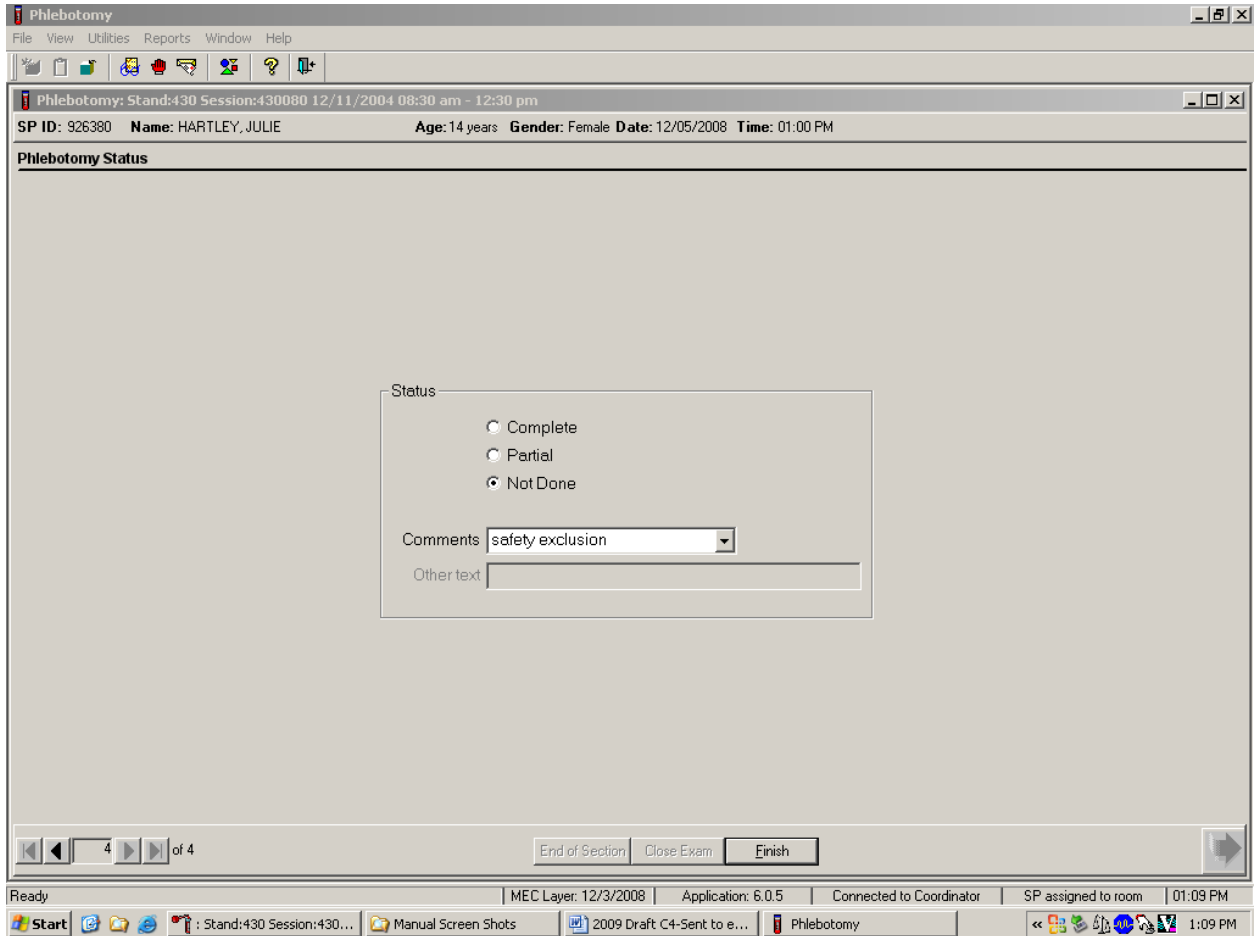 Phlebotomy
File View Utilities Reports Window Help
Phlebotomy: Stand:430 Session:430080 12/11/2004 08:30 am - 12:30 pm
SP ID: 926380 Name: HARTLEY, JULIE Age: 14 years Gender: Female Date: 12/05/2008 Time: 01:00 PM
Phlebotomy Status
Status
Complete
Partial
Not Done
Comments safety exclusion
Other text
4 of 4 End of Section Close Exam Finish
Ready MEC Layer: 12/3/2008 Application: 6.0.5 Connected to Coordinator SP assigned to room 01:09 PM
Start : Stand:430 Session:430... Manual Screen Shots 2009 Draft C4-Sent to e... Phlebotomy « 1:09 PM